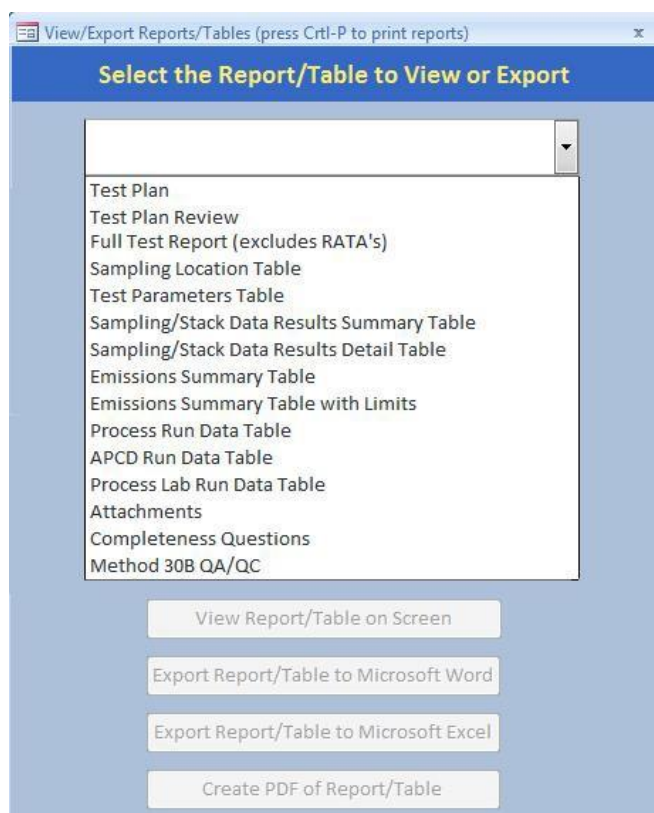 View/Export Reports/Tables (press Crtl-P to print reports) x
Select the Report/Table to View or Export
Test Plan
Test Plan Review
Full Test Report (excludes RATA's)
Sampling Location Table
Test Parameters Table
Sampling/Stack Data Results Summary Table
Sampling/Stack Data Results Detail Table
Emissions Summary Table
Emissions Summary Table with Limits
Process Run Data Table
APCD Run Data Table
Process Lab Run Data Table
Attachments
Completeness Questions
Method 30B QA/QC
View Report/Table on Screen
Export Report/Table to Microsoft Word
Export Report/Table to Microsoft Excel
Create PDF of Report/Table